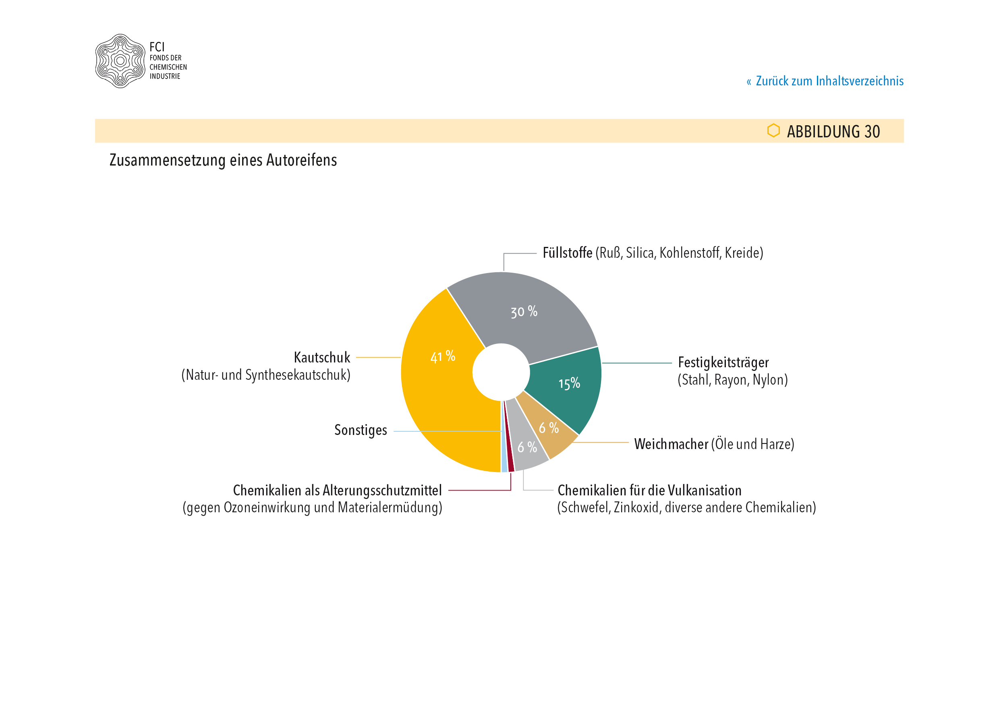 FCI
FONDS DER
CHEMISCHEN
INDUSTRIE
« Zurück zum Inhaltsverzeichnis
ABBILDUNG 30
Zusammensetzung eines Autoreifens
Füllstoffe (Ruß, Silica, Kohlenstoff, Kreide)
30 %
Kautschuk
(Natur- und Synthesekautschuk)
41 %
Festigkeitsträger
(Stahl, Rayon, Nylon)
15%
Sonstiges
6 %
Weichmacher (Öle und Harze)
6 %
Chemikalien als Alterungsschutzmittel
(gegen Ozoneinwirkung und Materialermüdung)
Chemikalien für die Vulkanisation
(Schwefel, Zinkoxid, diverse andere Chemikalien)